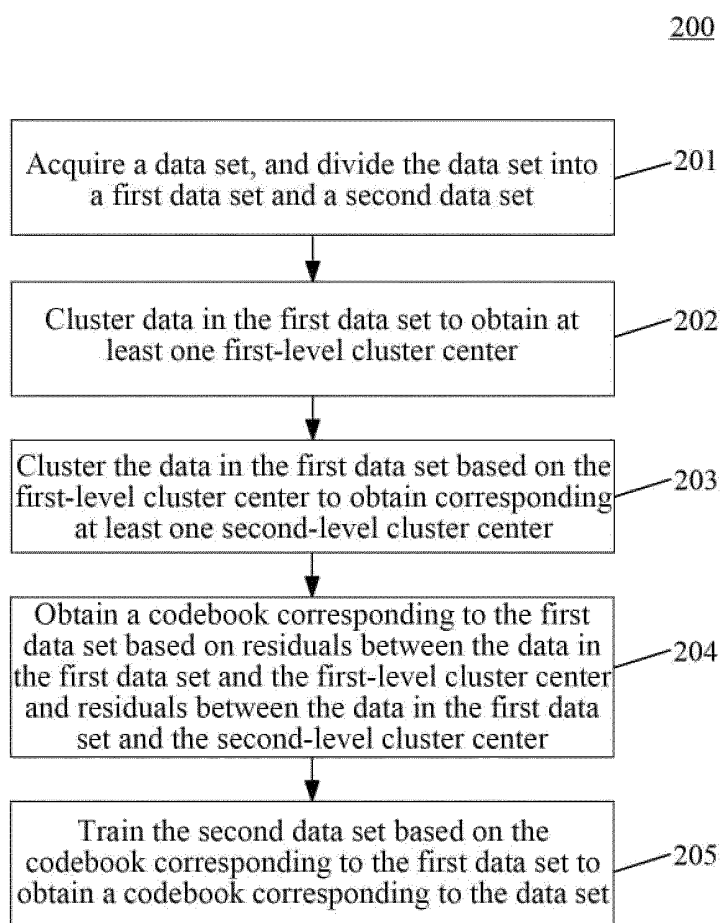 200
Acquire a data set, and divide the data set into
a first data set and a second data set
201
Cluster data in the first data set to obtain at
least one first-level cluster center
202
Cluster the data in the first data set based on the
first-level cluster center to obtain corresponding
at least one second-level cluster center
203
Obtain a codebook corresponding to the first
data set based on residuals between the data in
the first data set and the first-level cluster center
and residuals between the data in the first data
set and the second-level cluster center
204
Train the second data set based on the
codebook corresponding to the first data set to
obtain a codebook corresponding to the data set
205